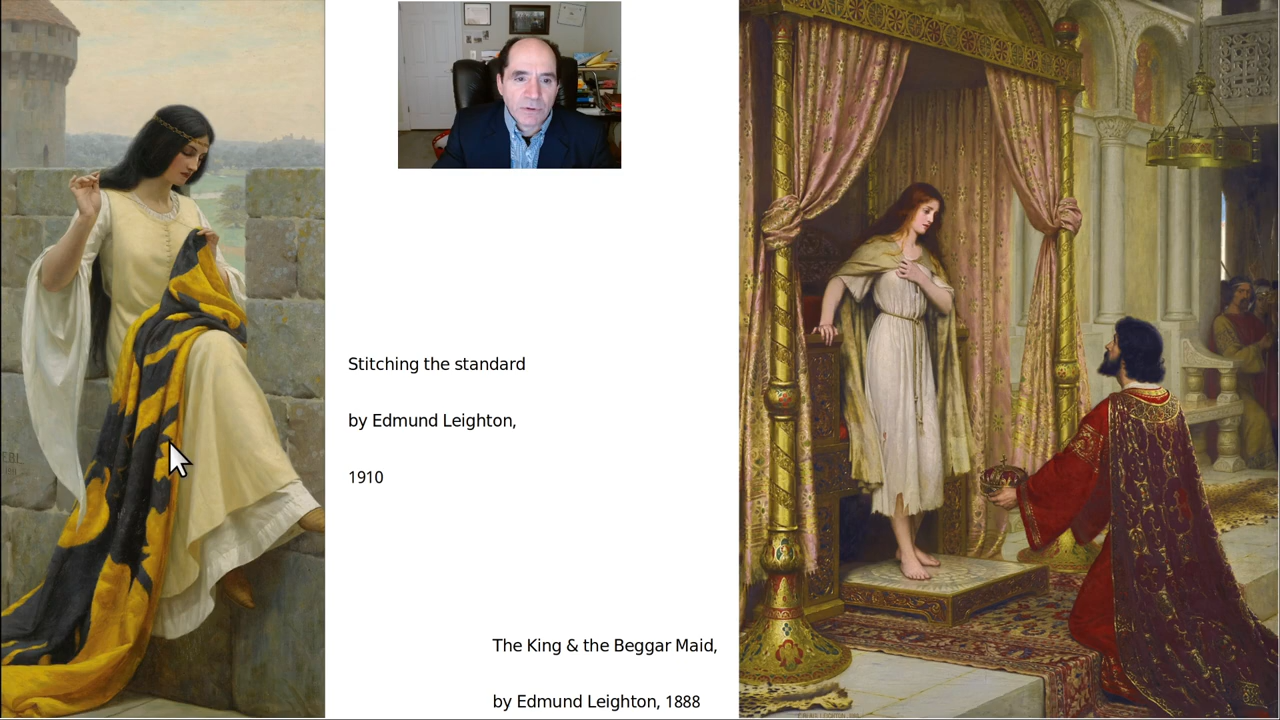 Stitching the standard
by Edmund Leighton,
1910
The King & the Beggar Maid,
by Edmund Leighton, 1888